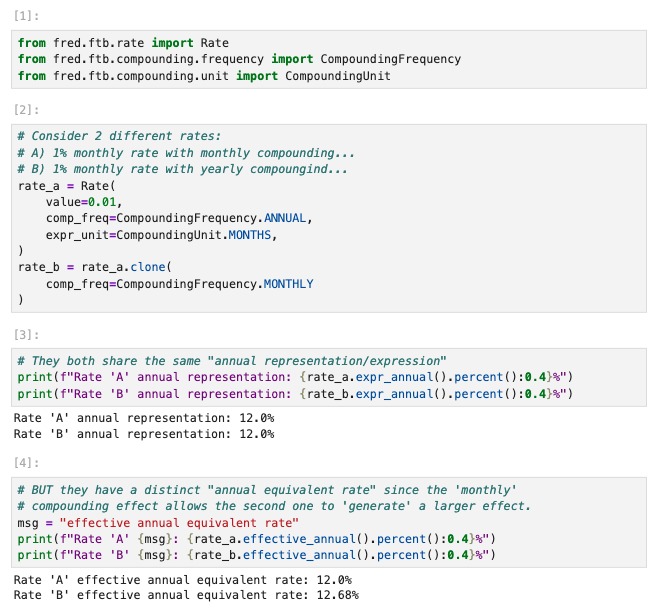 [1]:
from fred.ftb.rate import Rate
from fred.ftb.compounding.frequency import CompoundingFrequency
from fred.ftb.compounding.unit import CompoundingUnit
[2]:
# Consider 2 different rates:
# A) 1% monthly rate with monthly compounding...
# B) 1% monthly rate with yearly compoungind...
rate_a = Rate(
    value=0.01,
    comp_freq=CompoundingFrequency.ANNUAL,
    expr_unit=CompoundingUnit.MONTHS,
)
rate_b = rate_a.clone(
    comp_freq=CompoundingFrequency.MONTHLY
)
[3]:
# They both share the same "annual representation/expression"
print(f"Rate 'A' annual representation: {rate_a.expr_annual().percent():0.4}%")
print(f"Rate 'B' annual representation: {rate_b.expr_annual().percent():0.4}%")
Rate 'A' annual representation: 12.0%
Rate 'B' annual representation: 12.0%
[4]:
# BUT they have a distinct "annual equivalent rate" since the 'monthly'
# compounding effect allows the second one to 'generate' a larger effect.
msg = "effective annual equivalent rate"
print(f"Rate 'A' {msg}: {rate_a.effective_annual().percent():0.4}%")
print(f"Rate 'B' {msg}: {rate_b.effective_annual().percent():0.4}%")
Rate 'A' effective annual equivalent rate: 12.0%
Rate 'B' effective annual equivalent rate: 12.68%